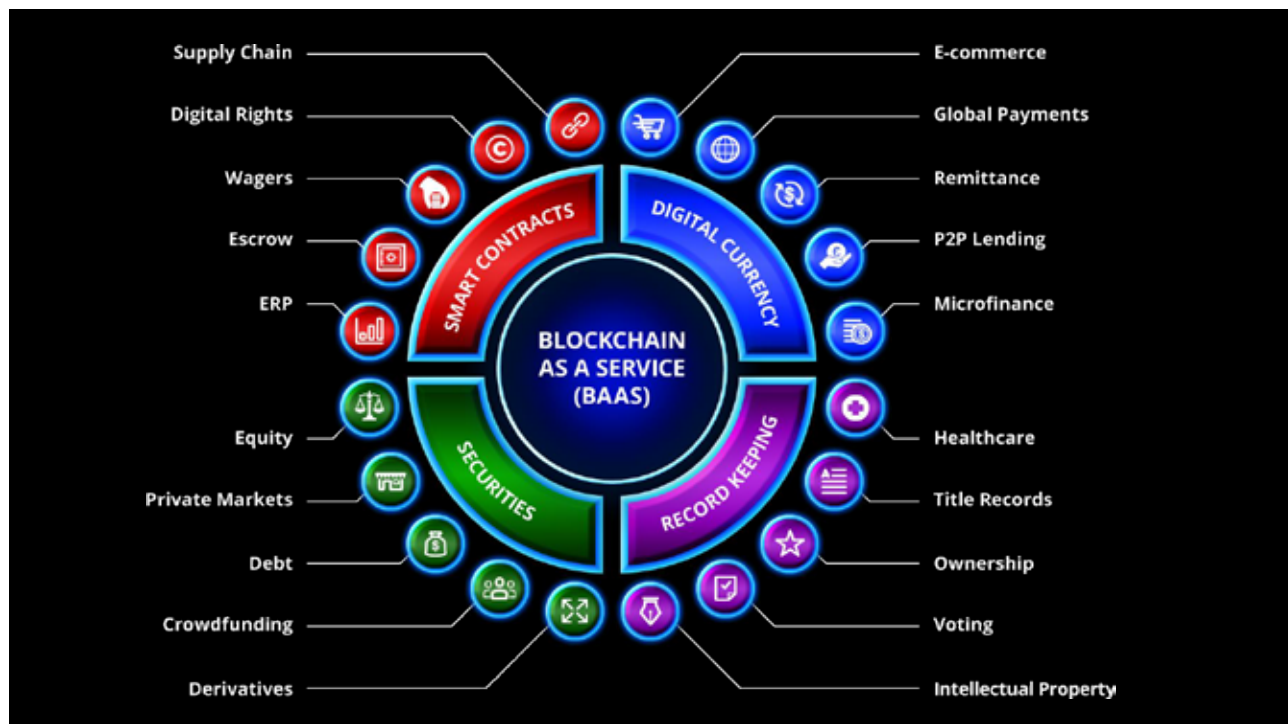 Supply Chain
Digital Rights
Wagers
Escrow
ERP
Equity
Private Markets
Debt
Crowdfunding
Derivatives
SMART CONTRACTS
DIGITAL CURRENCY
BLOCKCHAIN
AS A SERVICE
(BAAS)
SECURITIES
RECORD KEEPING
E-commerce
Global Payments
Remittance
P2P Lending
Microfinance
Healthcare
Title Records
Ownership
Voting
Intellectual Property